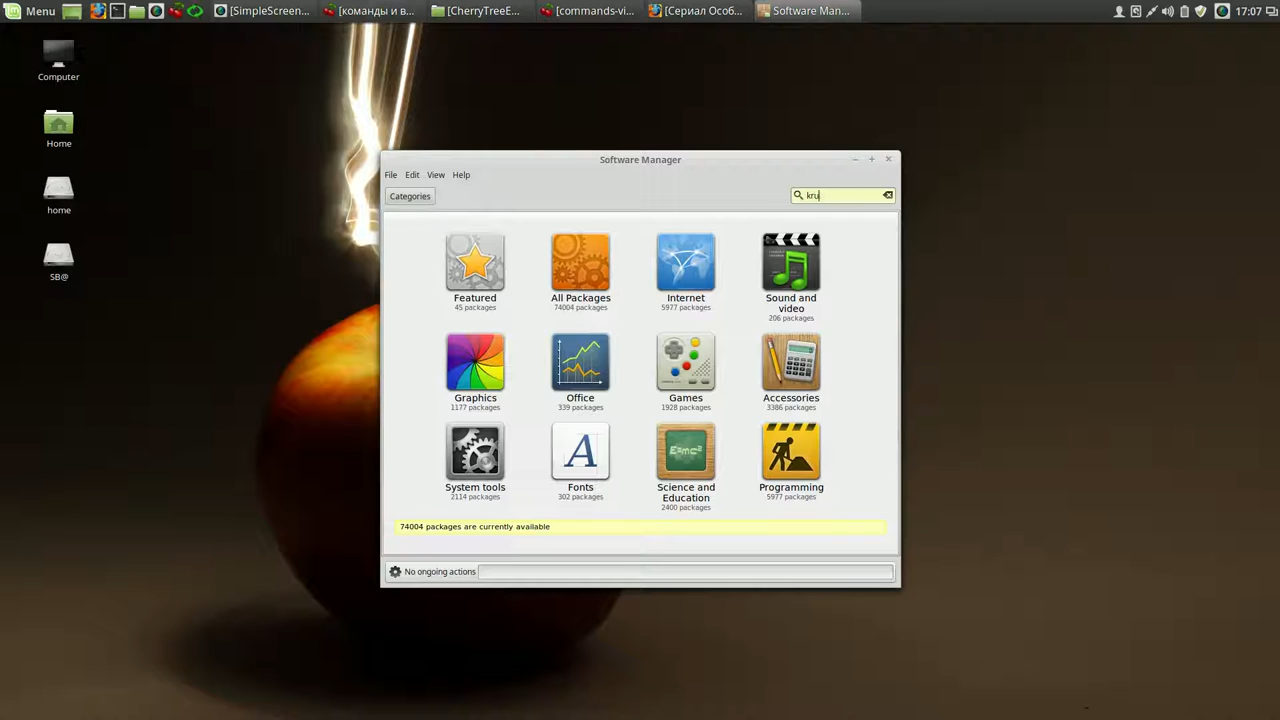 Menu [SimpleScreen... [команды и в... [CherryTreeE... [commands-vi... [Сериал Особ... Software Man... 17:07
Computer
Home
home
SB@
Software Manager
File Edit View Help
Categories kru
Featured All Packages Internet Sound and
video
45 packages 74004 packages 5977 packages 206 packages
Graphics Office Games Accessories
1177 packages 339 packages 1928 packages 3386 packages
A E=mc²
System tools Fonts Science and
Education Programming
2114 packages 302 packages 2400 packages 5977 packages
74004 packages are currently available
No ongoing actions